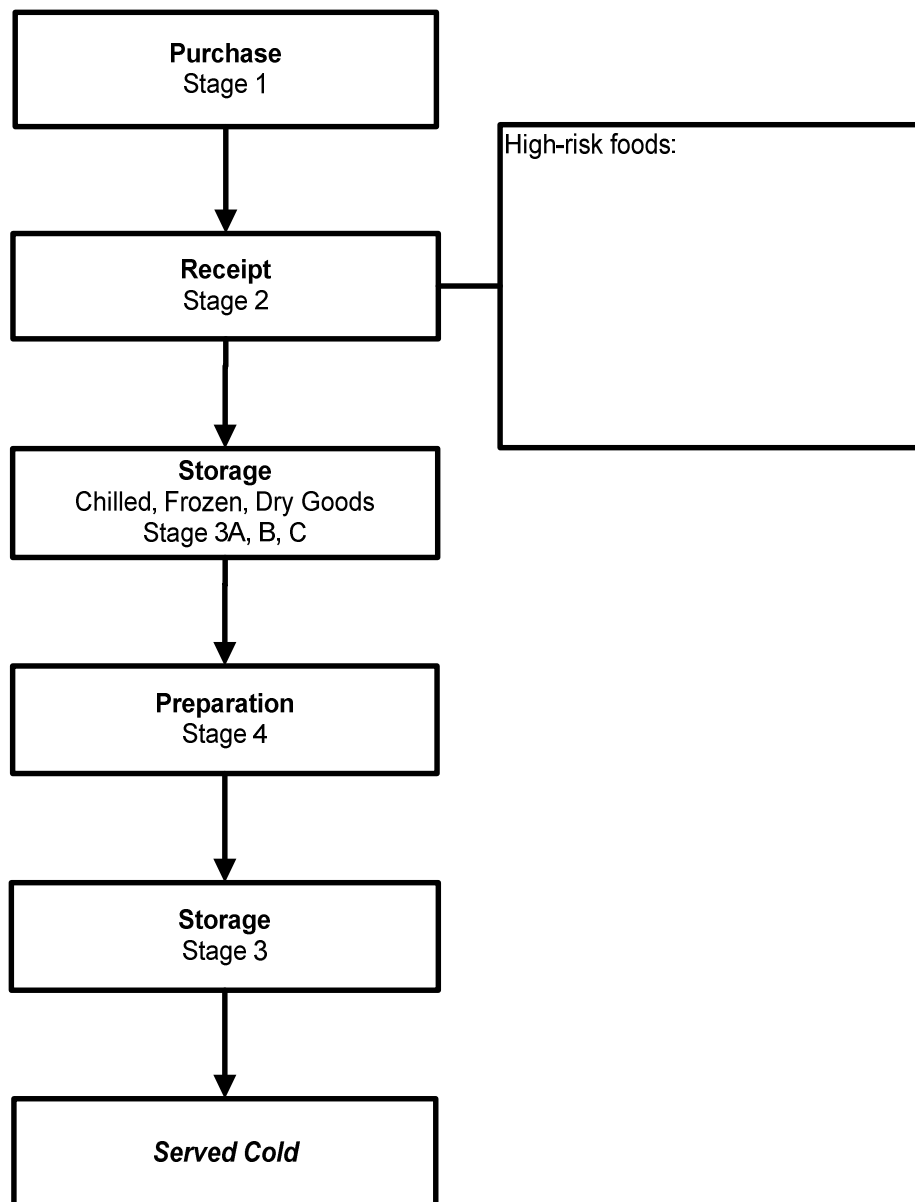 Purchase
Stage 1
High-risk foods:
Receipt
Stage 2
Storage
Chilled, Frozen, Dry Goods
Stage 3A, B, C
Preparation
Stage 4
Storage
Stage 3
Served Cold